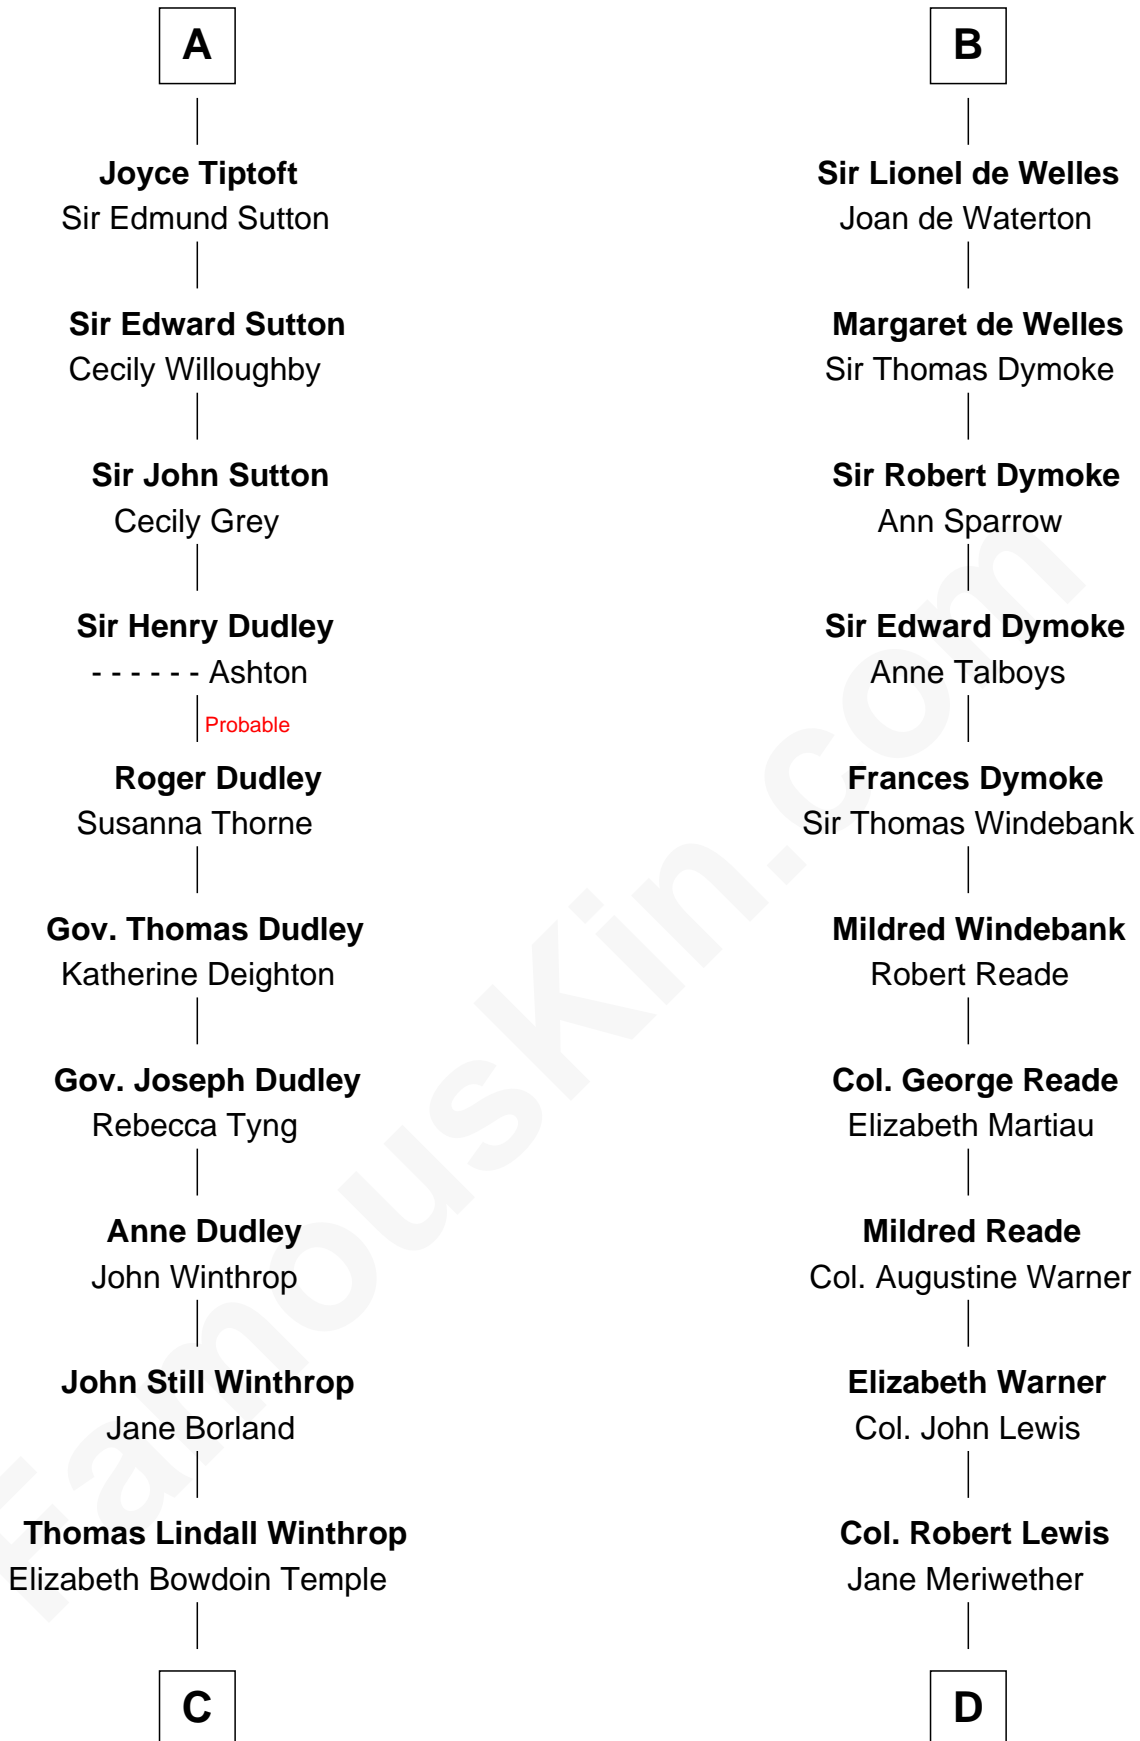 A
Joyce Tiptoft
Sir Edmund Sutton
Sir Edward Sutton
Cecily Willoughby
Sir John Sutton
Cecily Grey
Sir Henry Dudley
- - - - - - Ashton
Probable
Roger Dudley
Susanna Thorne
Gov. Thomas Dudley
Katherine Deighton
Gov. Joseph Dudley
Rebecca Tyng
Anne Dudley
John Winthrop
John Still Winthrop
Jane Borland
Thomas Lindall Winthrop
Elizabeth Bowdoin Temple
C
B
Sir Lionel de Welles
Joan de Waterton
Margaret de Welles
Sir Thomas Dymoke
Sir Robert Dymoke
Ann Sparrow
Sir Edward Dymoke
Anne Talboys
Frances Dymoke
Sir Thomas Windebank
Mildred Windebank
Robert Reade
Col. George Reade
Elizabeth Martiau
Mildred Reade
Col. Augustine Warner
Elizabeth Warner
Col. John Lewis
Col. Robert Lewis
Jane Meriwether
D
FamousKin.com